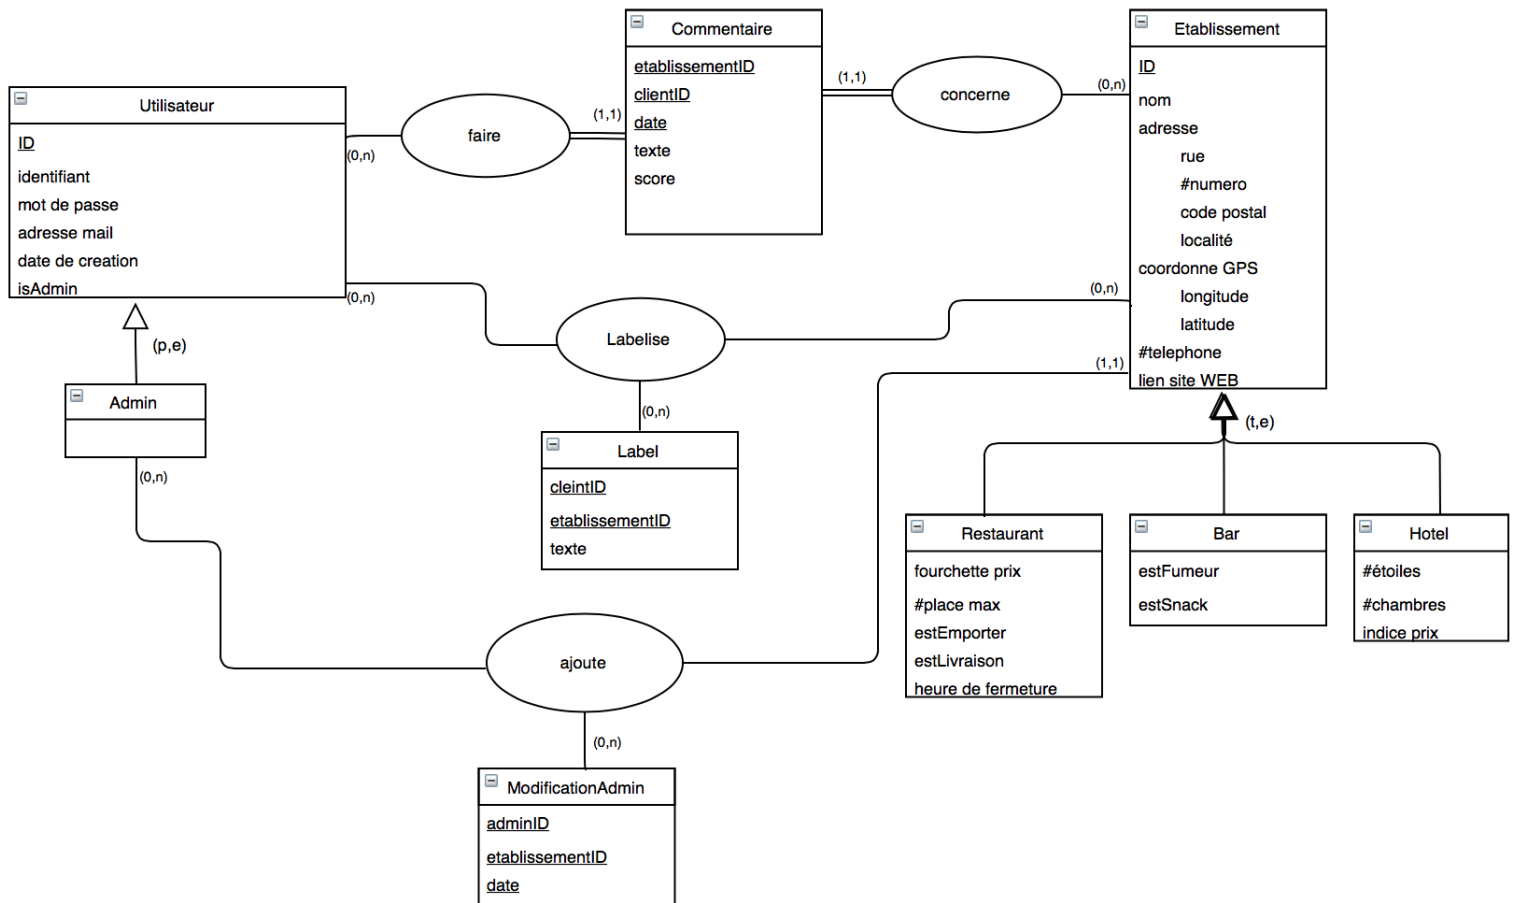 Utilisateur
ID
identifiant
mot de passe
adresse mail
date de creation
isAdmin
(0,n)
faire
(1,1)
Commentaire
etablissementID
clientID
date
texte
score
(1,1)
concerne
(0,n)
Etablissement
ID
nom
adresse
rue
#numero
code postal
localité
coordonne GPS
longitude
latitude
#telephone
lien site WEB
(0,n)
Labelise
(0,n)
(0,n)
Label
cleintID
etablissementID
texte
(p,e)
Admin
(0,n)
(1,1)
(t,e)
Restaurant
fourchette prix
#place max
estEmporter
estLivraison
heure de fermeture
Bar
estFumeur
estSnack
Hotel
#étoiles
#chambres
indice prix
ajoute
(0,n)
ModificationAdmin
adminID
etablissementID
date